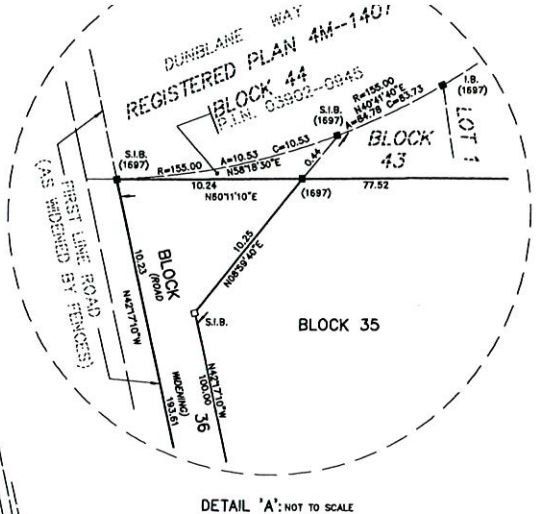 DUNBLANE WAY
REGISTERED PLAN 4M--1407
BLOCK 44
P.I.N. 03902--0945
R=155.00
N40°41'40"E
A=84.78 C=83.73
I.B.
(1697)
S.I.B.
(1697)
LOT 1
BLOCK
43
S.I.B.
(1697)
R=155.00
A=10.53 C=10.53
N58°18'30"E
0.44
10.24
N60°11'10"E
(1697)
77.52
FIRST LINE ROAD
(AS WIDENED BY FENCES)
10.23
N42°17'10"W
BLOCK
(ROAD
WIDENING)
36
193.61
10.25
N08°59'40"E
S.I.B.
N42°17'10"W
100.00
BLOCK 35
DETAIL 'A': NOT TO SCALE